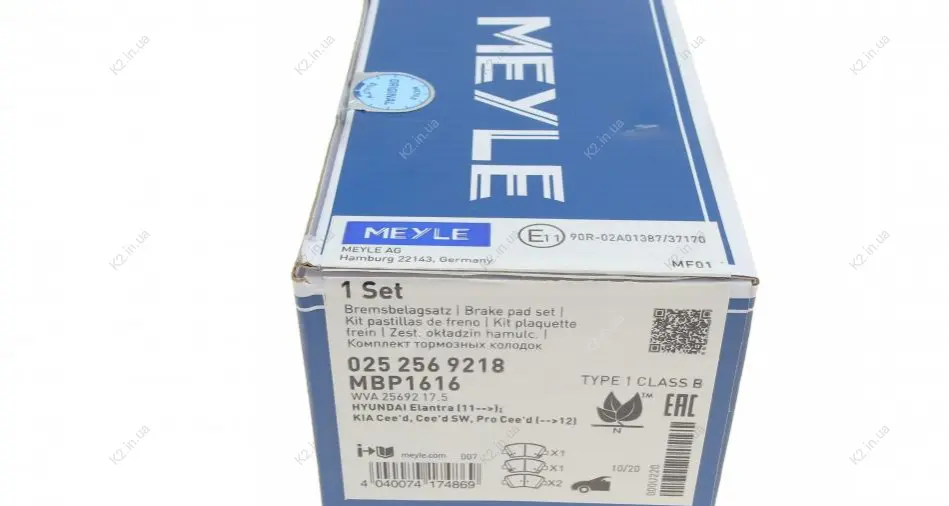 MEYLE
ORIGINAL
MEYLE
MEYLE AG
Hamburg 22143, Germany
E11 90R-02A01387/37170
MF01
1 Set
Bremsbelagsatz | Brake pad set |
Kit pastillas de freno | Kit plaquette
frein | Zest. okładzin hamulc. |
Комплект тормозных колодок
025 256 9218
MBP1616
WVA 25692 17.5
HYUNDAI Elantra (11-->);
KIA Cee'd, Cee'd SW, Pro Cee'd (-->12)
TYPE 1 CLASS B
TM
N
EAC
meyle.com 007
4 040074 174869
X1
X1
X2
10/20
K2.in.ua